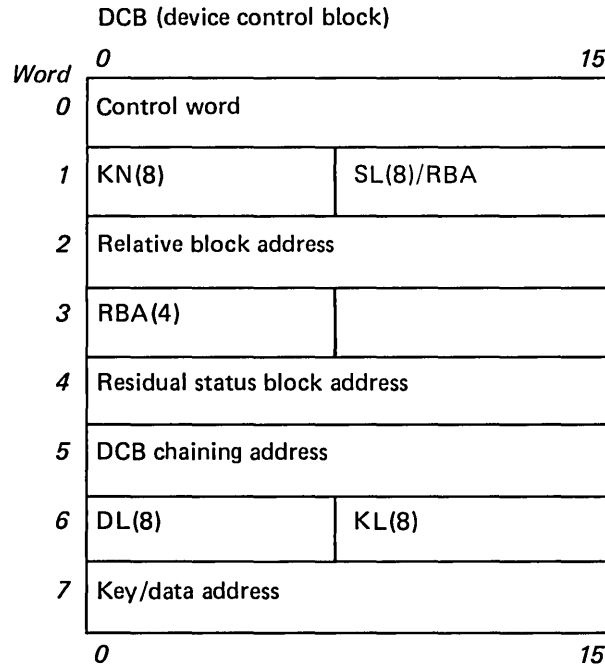 DCB (device control block)
0 15
Word
0 Control word
1 KN(8) SL(8)/RBA
2 Relative block address
3 RBA(4)
4 Residual status block address
5 DCB chaining address
6 DL(8) KL(8)
7 Key/data address
0 15